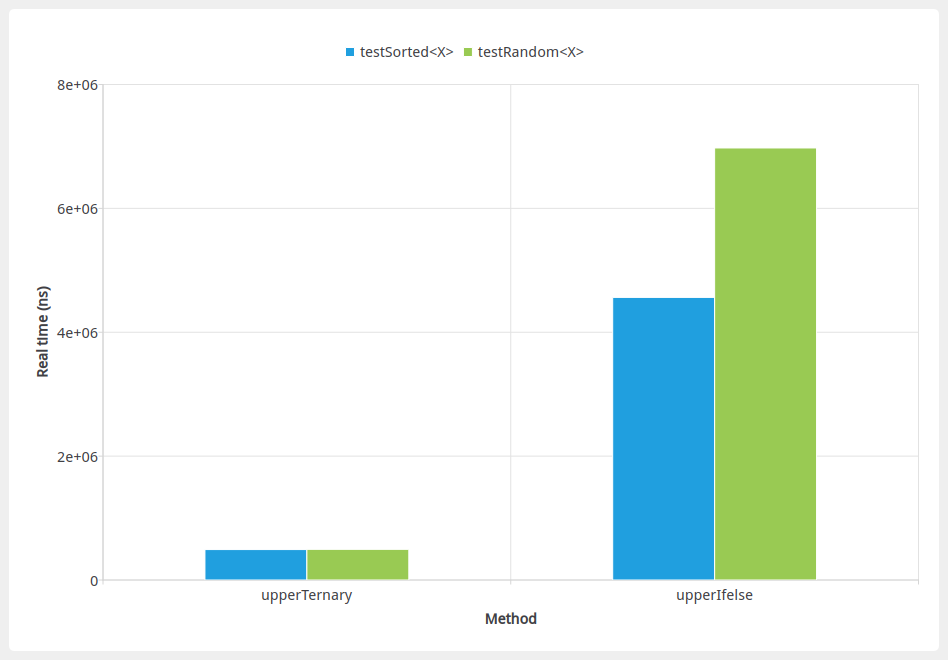 testSorted<X> testRandom<X>
8e+06
6e+06
4e+06
2e+06
0
Real time (ns)
upperTernary upperIfelse
Method